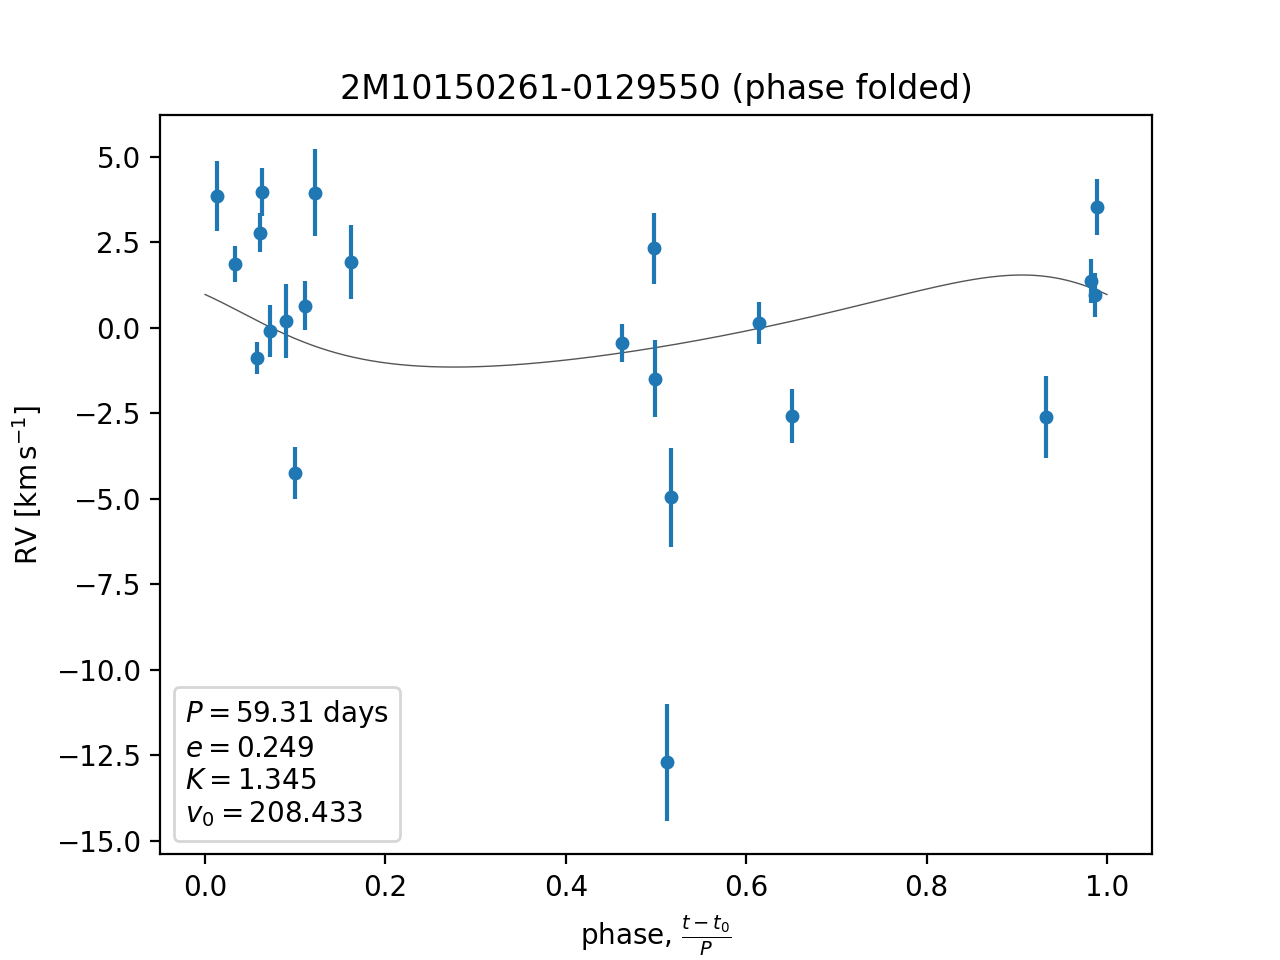 2M10150261-0129550 (phase folded)
5.0
2.5
0.0
−2.5
−5.0
−7.5
−10.0
−12.5
−15.0
RV [km s⁻¹]
P = 59.31 days
e = 0.249
K = 1.345
v₀ = 208.433
0.0 0.2 0.4 0.6 0.8 1.0
phase, (t − t₀)/P